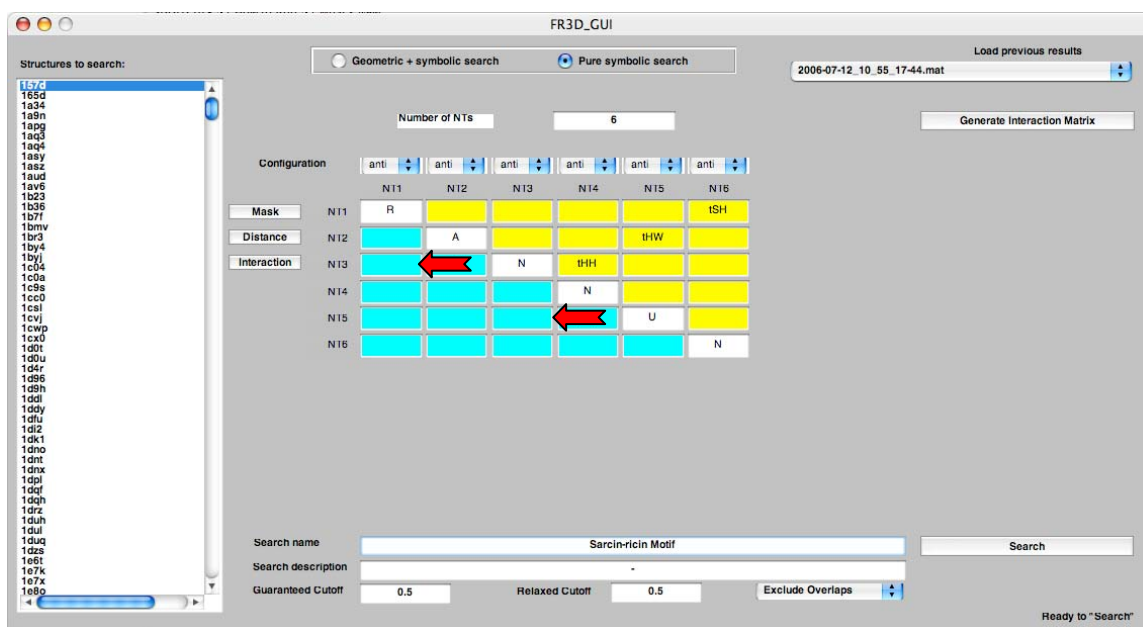 FR3D_GUI
Structures to search:
Geometric + symbolic search
Pure symbolic search
Load previous results
2006-07-12_10_55_17-44.mat
Number of NTs
6
Generate Interaction Matrix
Configuration
anti anti anti anti anti anti
NT1 NT2 NT3 NT4 NT5 NT6
Mask NT1 R tSH
Distance NT2 A tHW
Interaction NT3 N tHH
NT4 N
NT5 U
NT6 N
157d
165d
1a34
1a9n
1apg
1aq3
1aq4
1asy
1asz
1aud
1av6
1b23
1b36
1b7f
1bmv
1br3
1by4
1byj
1c04
1c0a
1c9s
1cc0
1csl
1cvj
1cwp
1cx0
1d0t
1d0u
1d4r
1d96
1d9h
1ddl
1ddy
1dfu
1di2
1dk1
1dno
1dnt
1dnx
1dpl
1dqf
1dqh
1drz
1duh
1dul
1duq
1dzs
1e6t
1e7k
1e7x
1e8o
Search name
Sarcin-ricin Motif
Search
Search description
-
Guaranteed Cutoff
0.5
Relaxed Cutoff
0.5
Exclude Overlaps
Ready to "Search"